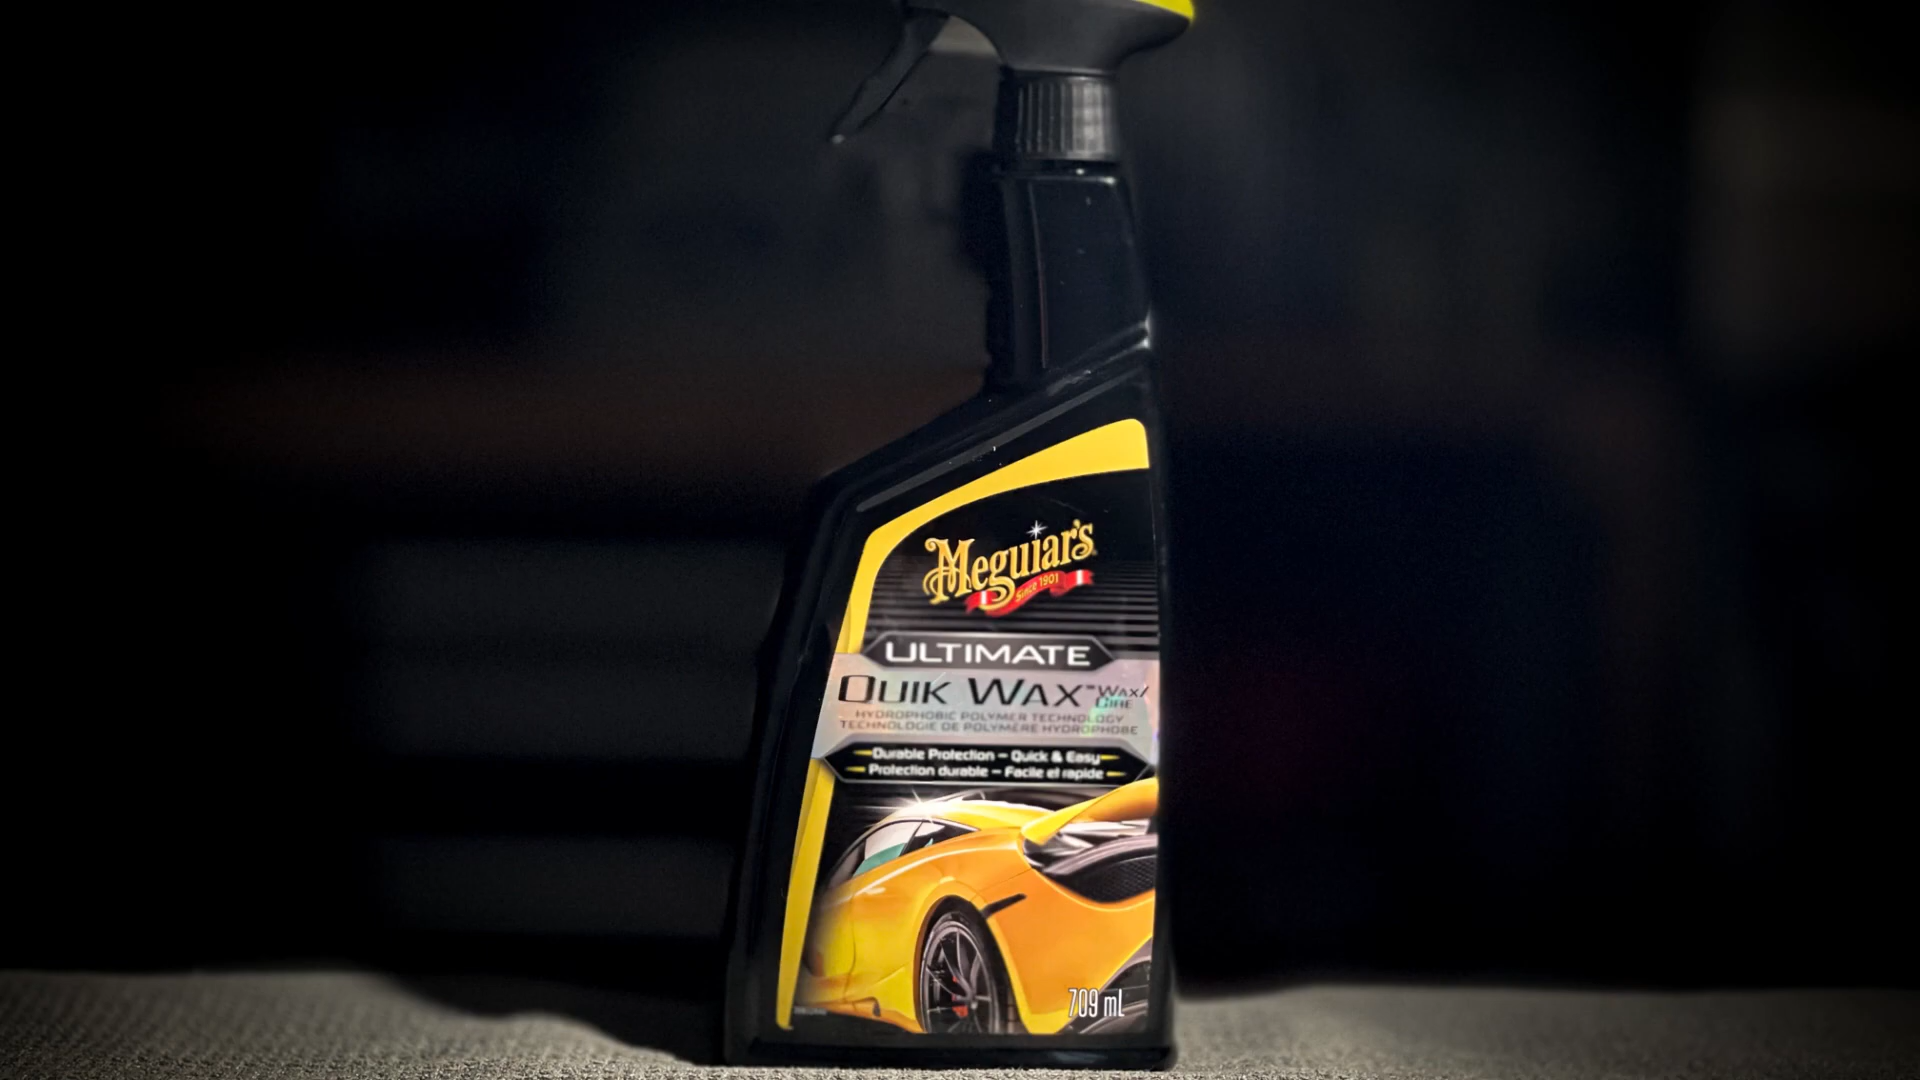 Meguiar's
Since 1901
ULTIMATE
QUIK WAX™ WAX/
CIRE
HYDROPHOBIC POLYMER TECHNOLOGY
TECHNOLOGIE DE POLYMÈRE HYDROPHOBE
Durable Protection – Quick & Easy
Protection durable – Facile et rapide
709 mL